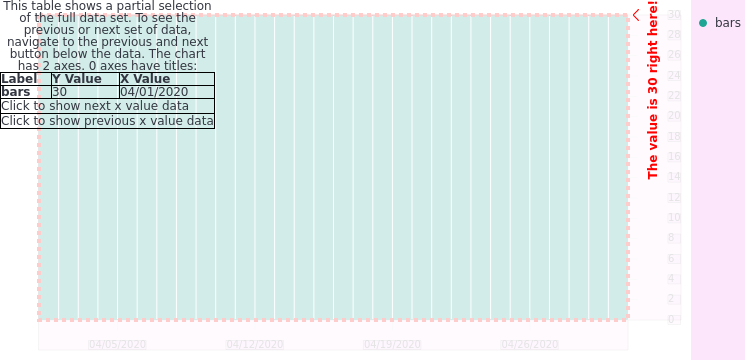 This table shows a partial selection
of the full data set. To see the
previous or next set of data,
navigate to the previous and next
button below the data. The chart
has 2 axes. 0 axes have titles:
Label Y Value X Value
bars 30 04/01/2020
Click to show next x value data
Click to show previous x value data
The value is 30 right here!
30
28
26
24
22
20
18
16
14
12
10
8
6
4
2
0
04/05/2020 04/12/2020 04/19/2020 04/26/2020
bars